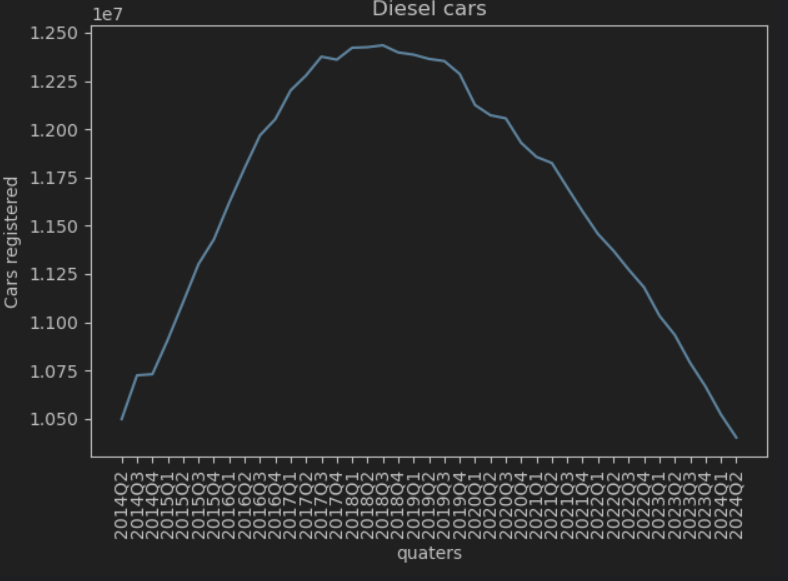 Diesel cars
1e7
1.250
1.225
1.200
1.175
1.150
1.125
1.100
1.075
1.050
Cars registered
2014Q2
2014Q3
2014Q4
2015Q1
2015Q2
2015Q3
2015Q4
2016Q1
2016Q2
2016Q3
2016Q4
2017Q1
2017Q2
2017Q3
2017Q4
2018Q1
2018Q2
2018Q3
2018Q4
2019Q1
2019Q2
2019Q3
2019Q4
2020Q1
2020Q2
2020Q3
2020Q4
2021Q1
2021Q2
2021Q3
2021Q4
2022Q1
2022Q2
2022Q3
2022Q4
2023Q1
2023Q2
2023Q3
2023Q4
2024Q1
2024Q2
quaters